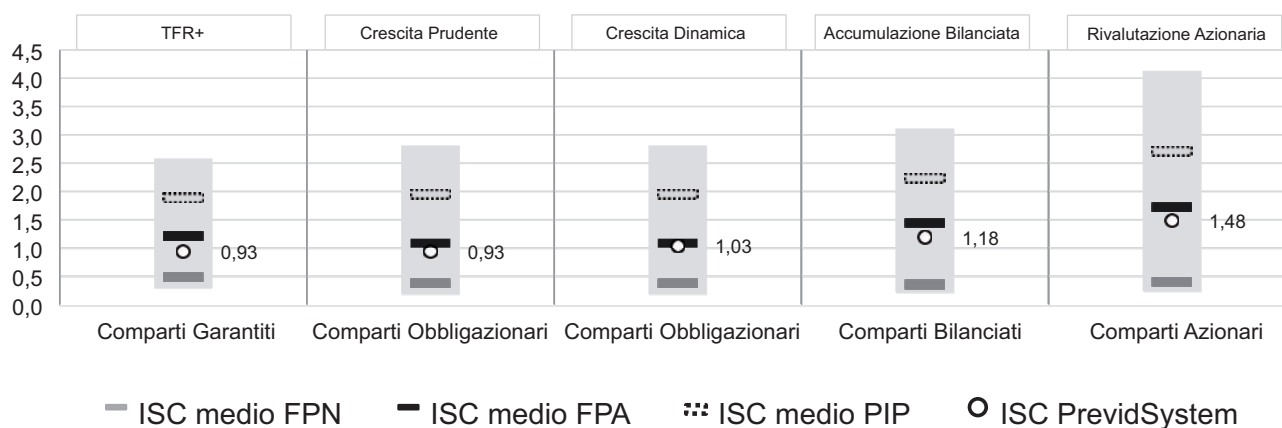 TFR+
Crescita Prudente
Crescita Dinamica
Accumulazione Bilanciata
Rivalutazione Azionaria
4,5
4,0
3,5
3,0
2,5
2,0
1,5
1,0
0,5
0,0
0,93
0,93
1,03
1,18
1,48
Comparti Garantiti
Comparti Obbligazionari
Comparti Obbligazionari
Comparti Bilanciati
Comparti Azionari
ISC medio FPN
ISC medio FPA
ISC medio PIP
ISC PrevidSystem